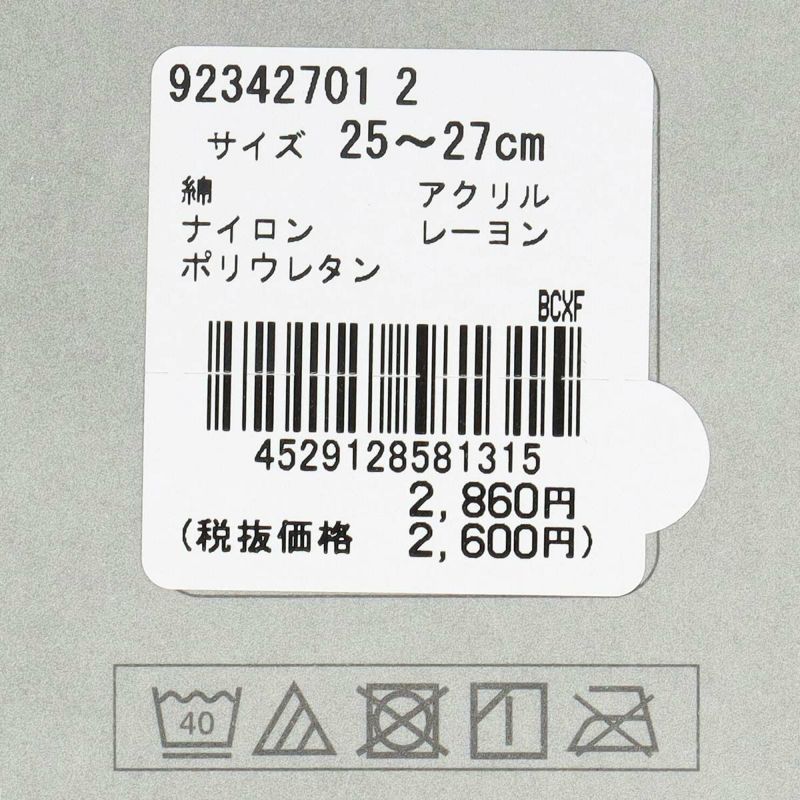 92342701 2
サイズ 25～27cm
綿 アクリル
ナイロン レーヨン
ポリウレタン
BCXF
4529128581315
2,860円
(税抜価格 2,600円)
40